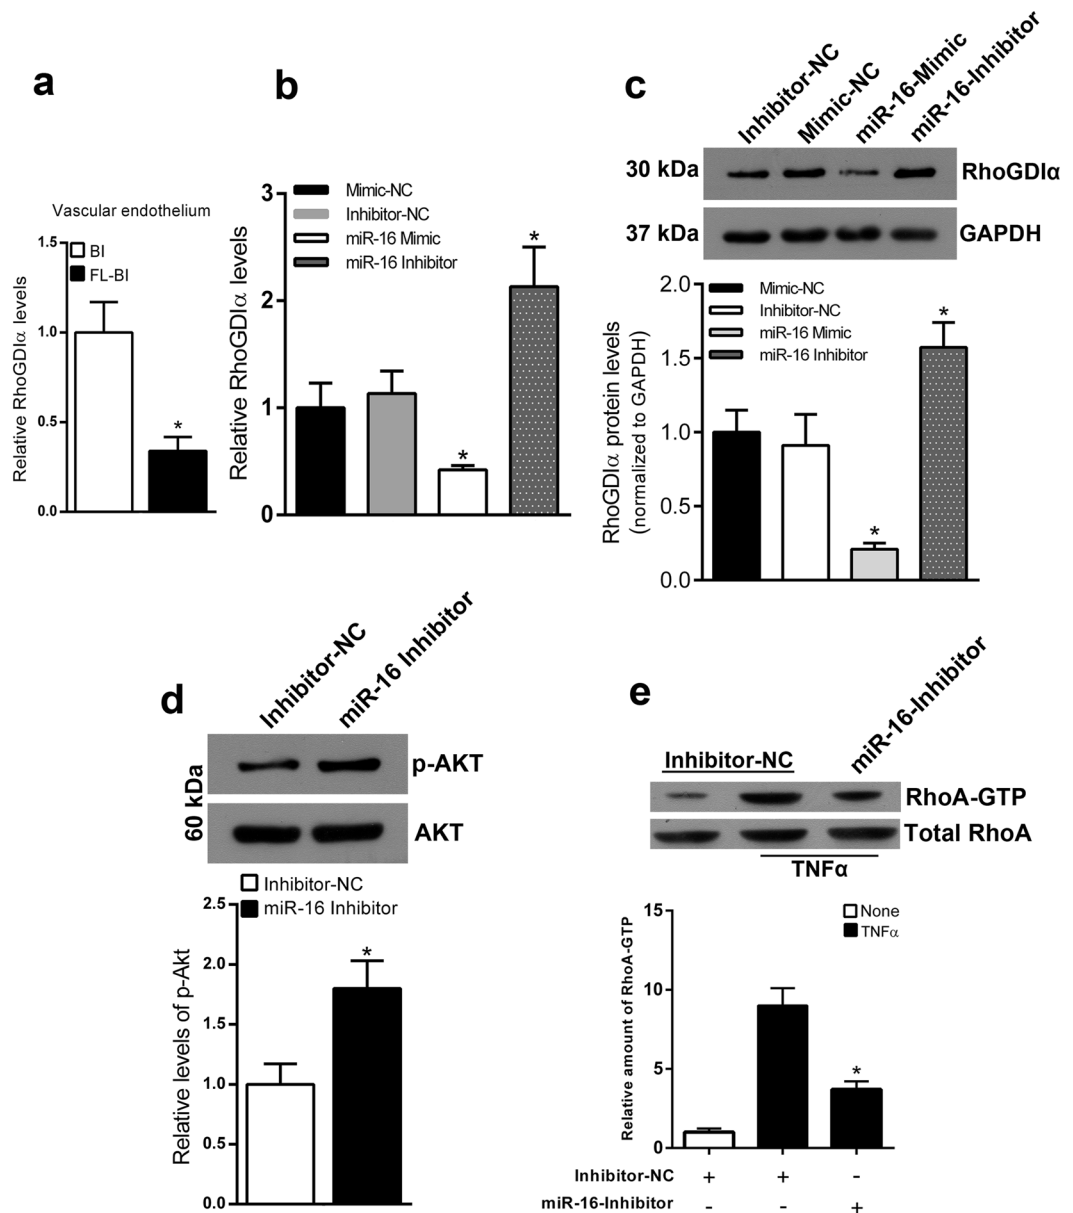 a
Vascular endothelium
Relative RhoGDIα levels
1.5
1.0
0.5
0.0
BI
FL-BI
*
b
Relative RhoGDIα levels
3
2
1
0
Mimic-NC
Inhibitor-NC
miR-16 Mimic
miR-16 Inhibitor
*
*
c
Inhibitor-NC
Mimic-NC
miR-16-Mimic
miR-16-Inhibitor
30 kDa
RhoGDIα
37 kDa
GAPDH
RhoGDIα protein levels
(normalized to GAPDH)
2.0
1.5
1.0
0.5
0.0
Mimic-NC
Inhibitor-NC
miR-16 Mimic
miR-16 Inhibitor
*
*
d
Inhibitor-NC
miR-16 Inhibitor
60 kDa
p-AKT
AKT
Inhibitor-NC
miR-16 Inhibitor
Relative levels of p-Akt
2.5
2.0
1.5
1.0
0.5
0.0
*
e
Inhibitor-NC
miR-16-Inhibitor
RhoA-GTP
Total RhoA
TNFα
Relative amount of RhoA-GTP
15
10
5
0
None
TNFα
*
Inhibitor-NC + + -
miR-16-Inhibitor - - +